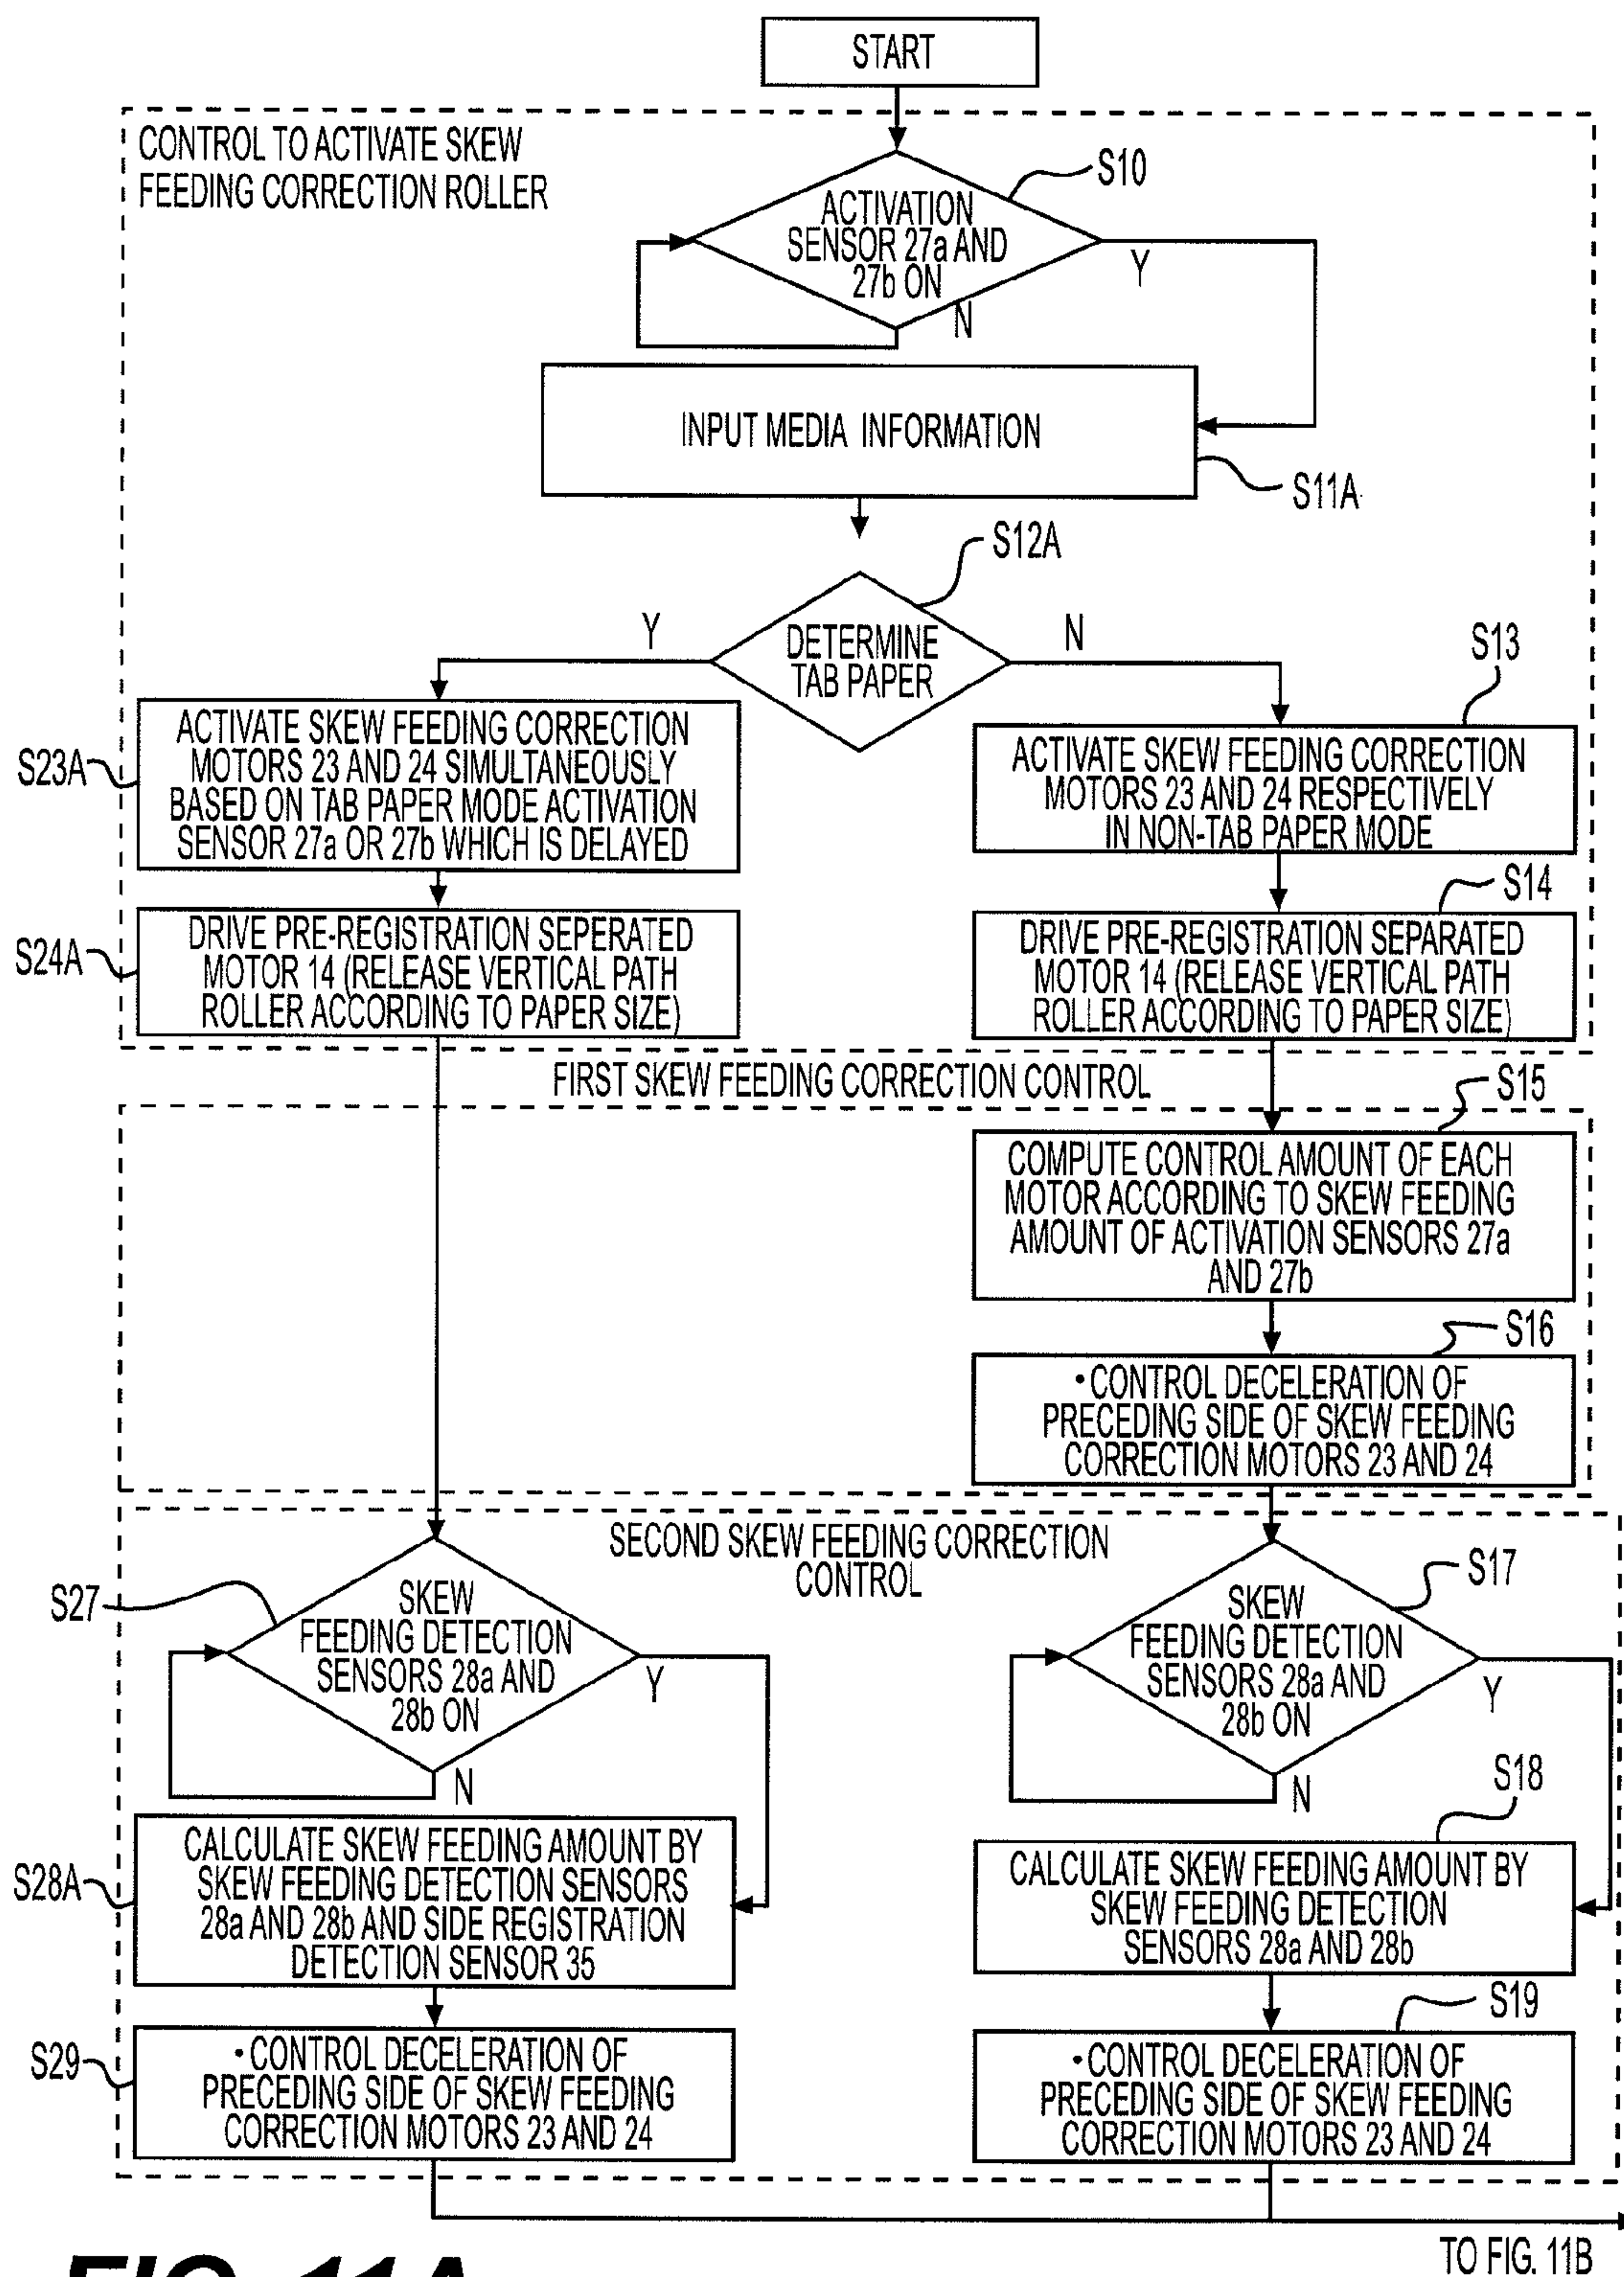 START
CONTROL TO ACTIVATE SKEW
FEEDING CORRECTION ROLLER
S10
ACTIVATION
SENSOR 27a AND
27b ON
Y
N
INPUT MEDIA INFORMATION
S11A
S12A
DETERMINE
TAB PAPER
Y
N
S13
S23A
ACTIVATE SKEW FEEDING CORRECTION
MOTORS 23 AND 24 SIMULTANEOUSLY
BASED ON TAB PAPER MODE ACTIVATION
SENSOR 27a OR 27b WHICH IS DELAYED
ACTIVATE SKEW FEEDING CORRECTION
MOTORS 23 AND 24 RESPECTIVELY
IN NON-TAB PAPER MODE
S14
S24A
DRIVE PRE-REGISTRATION SEPERATED
MOTOR 14 (RELEASE VERTICAL PATH
ROLLER ACCORDING TO PAPER SIZE)
DRIVE PRE-REGISTRATION SEPARATED
MOTOR 14 (RELEASE VERTICAL PATH
ROLLER ACCORDING TO PAPER SIZE)
FIRST SKEW FEEDING CORRECTION CONTROL
S15
COMPUTE CONTROL AMOUNT OF EACH
MOTOR ACCORDING TO SKEW FEEDING
AMOUNT OF ACTIVATION SENSORS 27a
AND 27b
S16
• CONTROL DECELERATION OF
PRECEDING SIDE OF SKEW FEEDING
CORRECTION MOTORS 23 AND 24
SECOND SKEW FEEDING CORRECTION
CONTROL
S27
SKEW
FEEDING DETECTION
SENSORS 28a AND
28b ON
Y
N
S17
SKEW
FEEDING DETECTION
SENSORS 28a AND
28b ON
Y
N
S18
S28A
CALCULATE SKEW FEEDING AMOUNT BY
SKEW FEEDING DETECTION SENSORS
28a AND 28b AND SIDE REGISTRATION
DETECTION SENSOR 35
CALCULATE SKEW FEEDING AMOUNT BY
SKEW FEEDING DETECTION
SENSORS 28a AND 28b
S19
S29
• CONTROL DECELERATION OF
PRECEDING SIDE OF SKEW FEEDING
CORRECTION MOTORS 23 AND 24
• CONTROL DECELERATION OF
PRECEDING SIDE OF SKEW FEEDING
CORRECTION MOTORS 23 AND 24
TO FIG. 11B
FIG. 11A